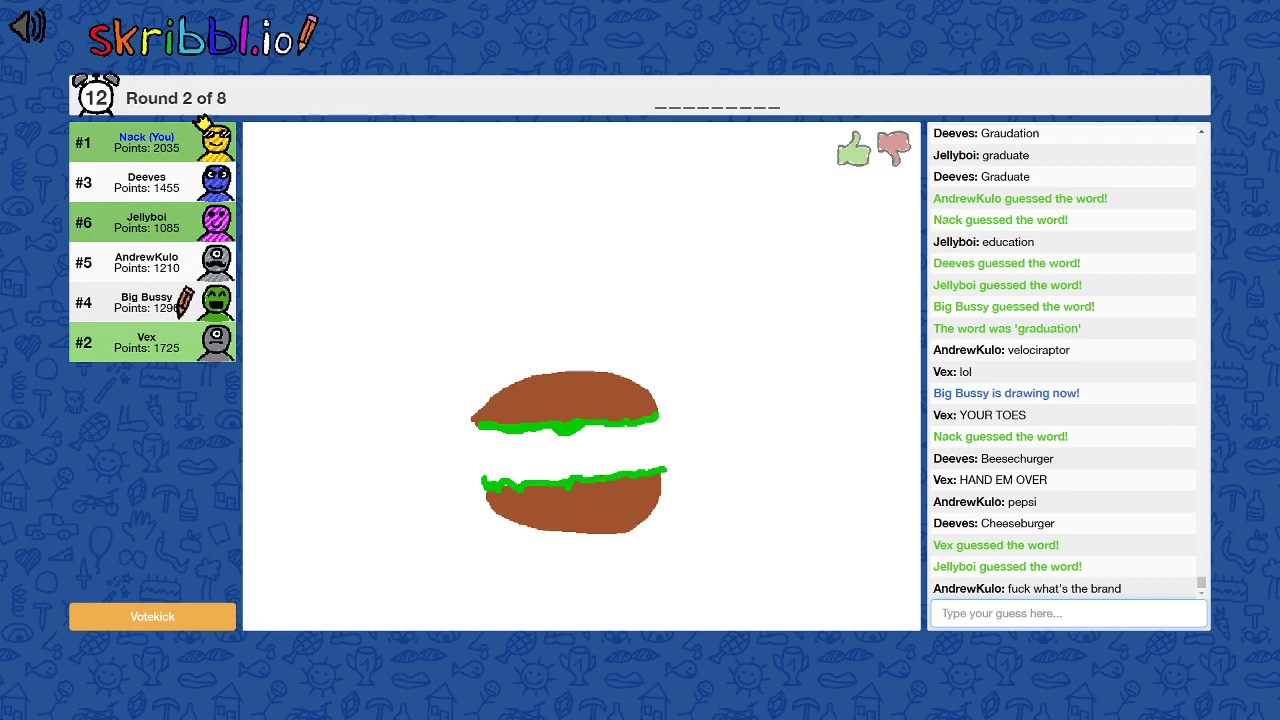 skribbl.io
12
Round 2 of 8
_________
#1
Nack (You)
Points: 2035
#3
Deeves
Points: 1455
#6
Jellyboi
Points: 1085
#5
AndrewKulo
Points: 1210
#4
Big Bussy
Points: 1296
#2
Vex
Points: 1725
Votekick
Deeves: Graudation
Jellyboi: graduate
Deeves: Graduate
AndrewKulo guessed the word!
Nack guessed the word!
Jellyboi: education
Deeves guessed the word!
Jellyboi guessed the word!
Big Bussy guessed the word!
The word was 'graduation'
AndrewKulo: velociraptor
Vex: lol
Big Bussy is drawing now!
Vex: YOUR TOES
Nack guessed the word!
Deeves: Beesechurger
Vex: HAND EM OVER
AndrewKulo: pepsi
Deeves: Cheeseburger
Vex guessed the word!
Jellyboi guessed the word!
AndrewKulo: fuck what's the brand
Type your guess here...